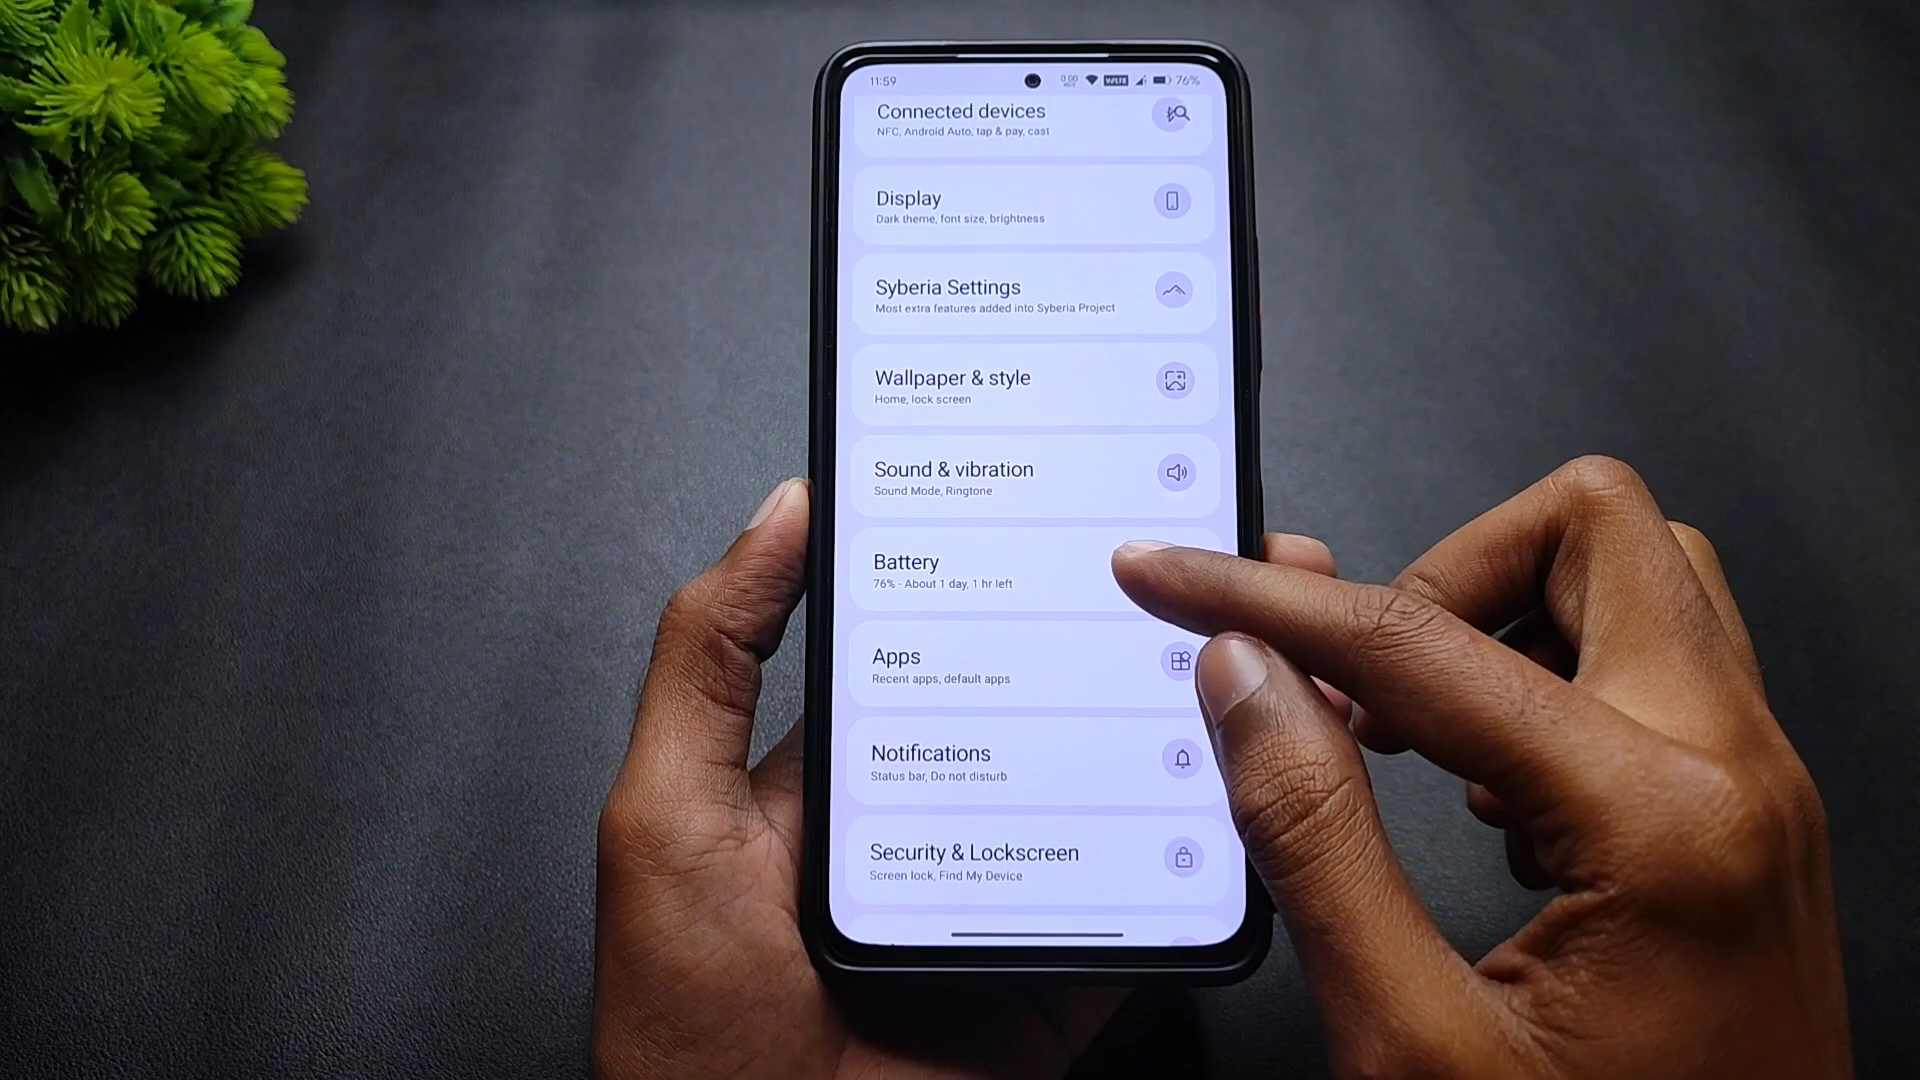 11:59
0.00 VoLTE 76%
Connected devices
NFC, Android Auto, tap & pay, cast
Display
Dark theme, font size, brightness
Syberia Settings
Most extra features added into Syberia Project
Wallpaper & style
Home, lock screen
Sound & vibration
Sound Mode, Ringtone
Battery
76% - About 1 day, 1 hr left
Apps
Recent apps, default apps
Notifications
Status bar, Do not disturb
Security & Lockscreen
Screen lock, Find My Device